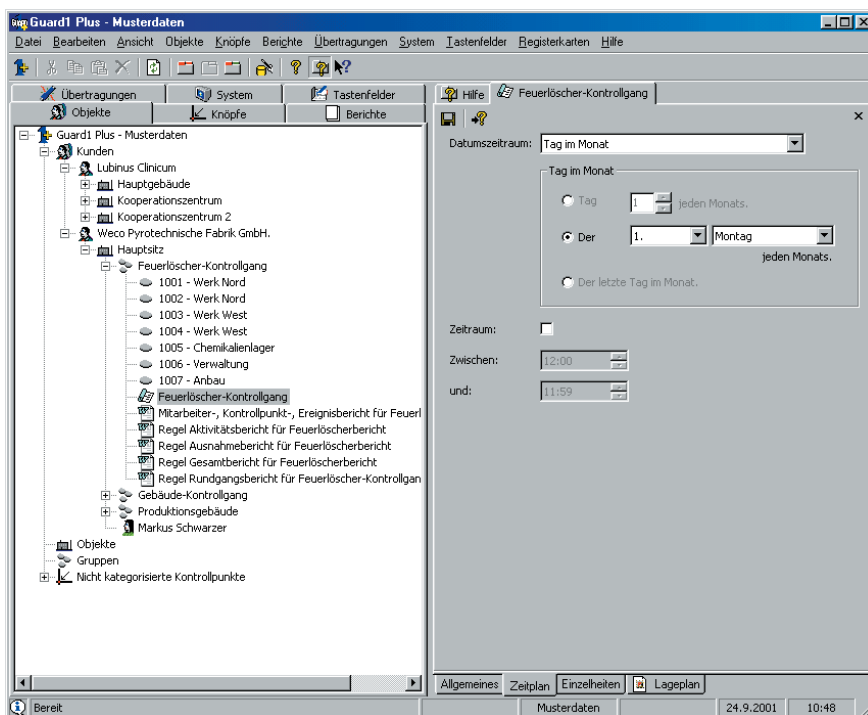 Guard1 Plus - Musterdaten
Datei Bearbeiten Ansicht Objekte Knöpfe Berichte Übertragungen System Tastenfelder Registerkarten Hilfe
Übertragungen System Tastenfelder
Objekte Knöpfe Berichte
Guard1 Plus - Musterdaten
Kunden
Lubinus Clinicum
Hauptgebäude
Kooperationszentrum
Kooperationszentrum 2
Weco Pyrotechnische Fabrik GmbH.
Hauptsitz
Feuerlöscher-Kontrollgang
1001 - Werk Nord
1002 - Werk Nord
1003 - Werk West
1004 - Werk West
1005 - Chemikalienlager
1006 - Verwaltung
1007 - Anbau
Feuerlöscher-Kontrollgang
Mitarbeiter-, Kontrollpunkt-, Ereignisbericht für Feuerl
Regel Aktivitätsbericht für Feuerlöscherbericht
Regel Ausnahmebericht für Feuerlöscherbericht
Regel Gesamtbericht für Feuerlöscherbericht
Regel Rundgangsbericht für Feuerlöscher-Kontrollgan
Gebäude-Kontrollgang
Produktionsgebäude
Markus Schwarzer
Objekte
Gruppen
Nicht kategorisierte Kontrollpunkte
Hilfe Feuerlöscher-Kontrollgang
Datumszeitraum: Tag im Monat
Tag im Monat
Tag 1 jeden Monats.
Der 1. Montag
jeden Monats.
Der letzte Tag im Monat.
Zeitraum:
Zwischen: 12:00
und: 11:59
Allgemeines Zeitplan Einzelheiten Lageplan
Bereit Musterdaten 24.9.2001 10:48